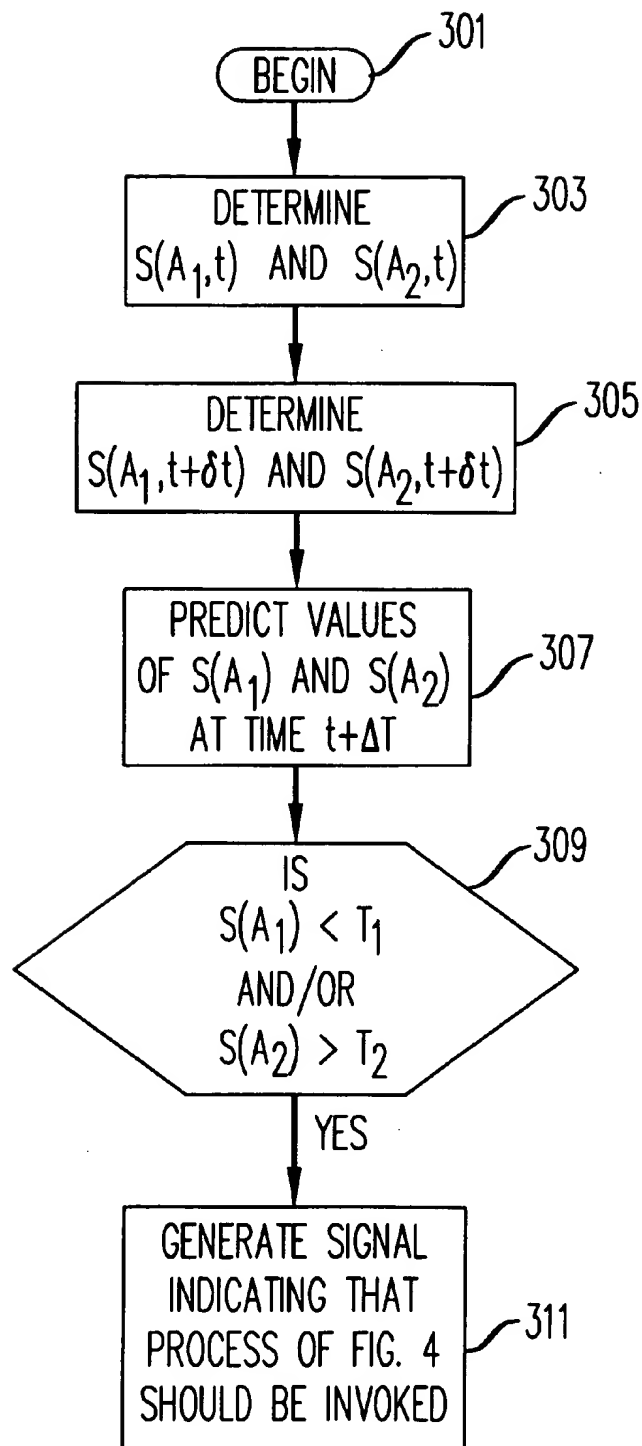 301
BEGIN
303
DETERMINE
S(A₁,t) AND S(A₂,t)
305
DETERMINE
S(A₁,t+δt) AND S(A₂,t+δt)
307
PREDICT VALUES
OF S(A₁) AND S(A₂)
AT TIME t+ΔT
309
IS
S(A₁) < T₁
AND/OR
S(A₂) > T₂
YES
GENERATE SIGNAL
INDICATING THAT
PROCESS OF FIG. 4
SHOULD BE INVOKED
311